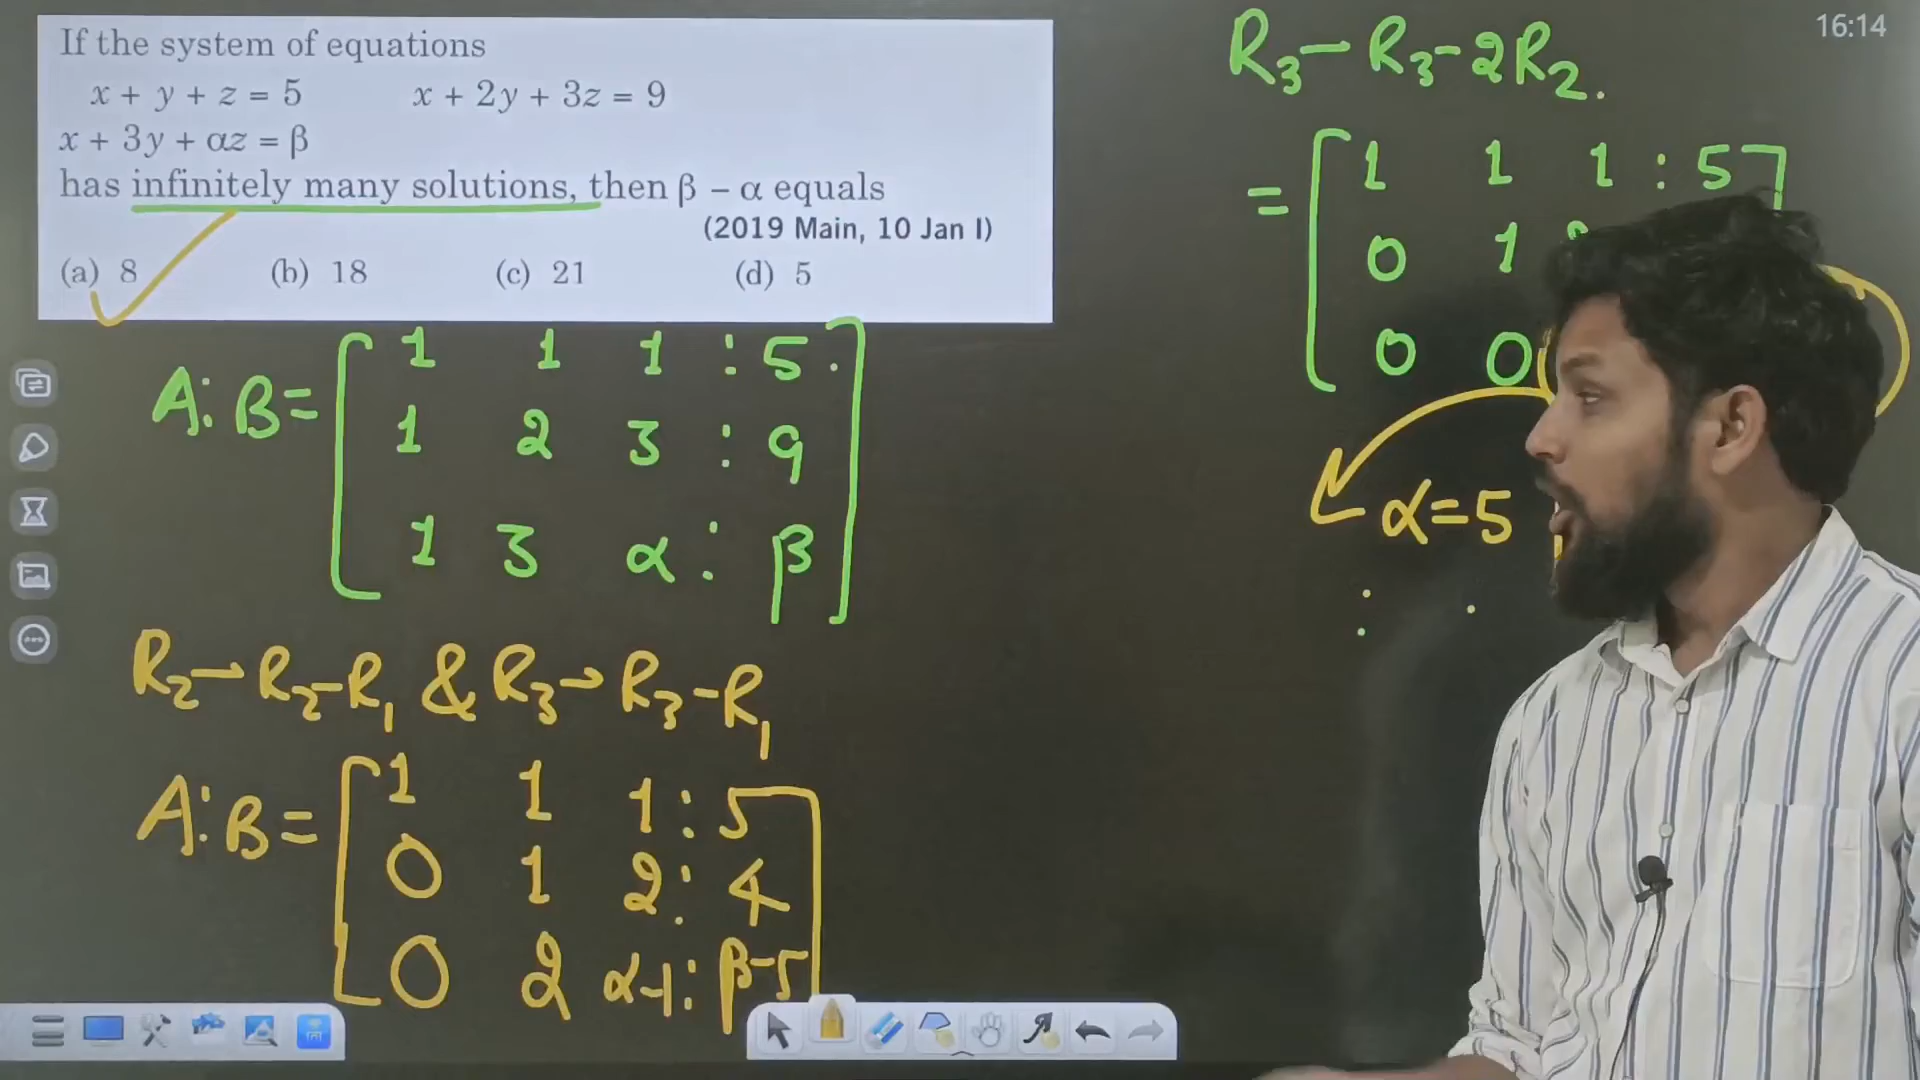 16:14
If the system of equations
x + y + z = 5 x + 2y + 3z = 9
x + 3y + αz = β
has infinitely many solutions, then β – α equals
(2019 Main, 10 Jan I)
(a) 8 (b) 18 (c) 21 (d) 5
A:B= [ 1 1 1 : 5 ]
[ 1 2 3 : 9 ]
[ 1 3 α : β ]
R₂→R₂-R₁ & R₃→R₃-R₁
A:B= [ 1 1 1 : 5 ]
[ 0 1 2 : 4 ]
[ 0 2 α-1 : β-5 ]
R₃—R₃-2R₂.
= [ 1 1 1 : 5 ]
[ 0 1
[ 0 0
α=5